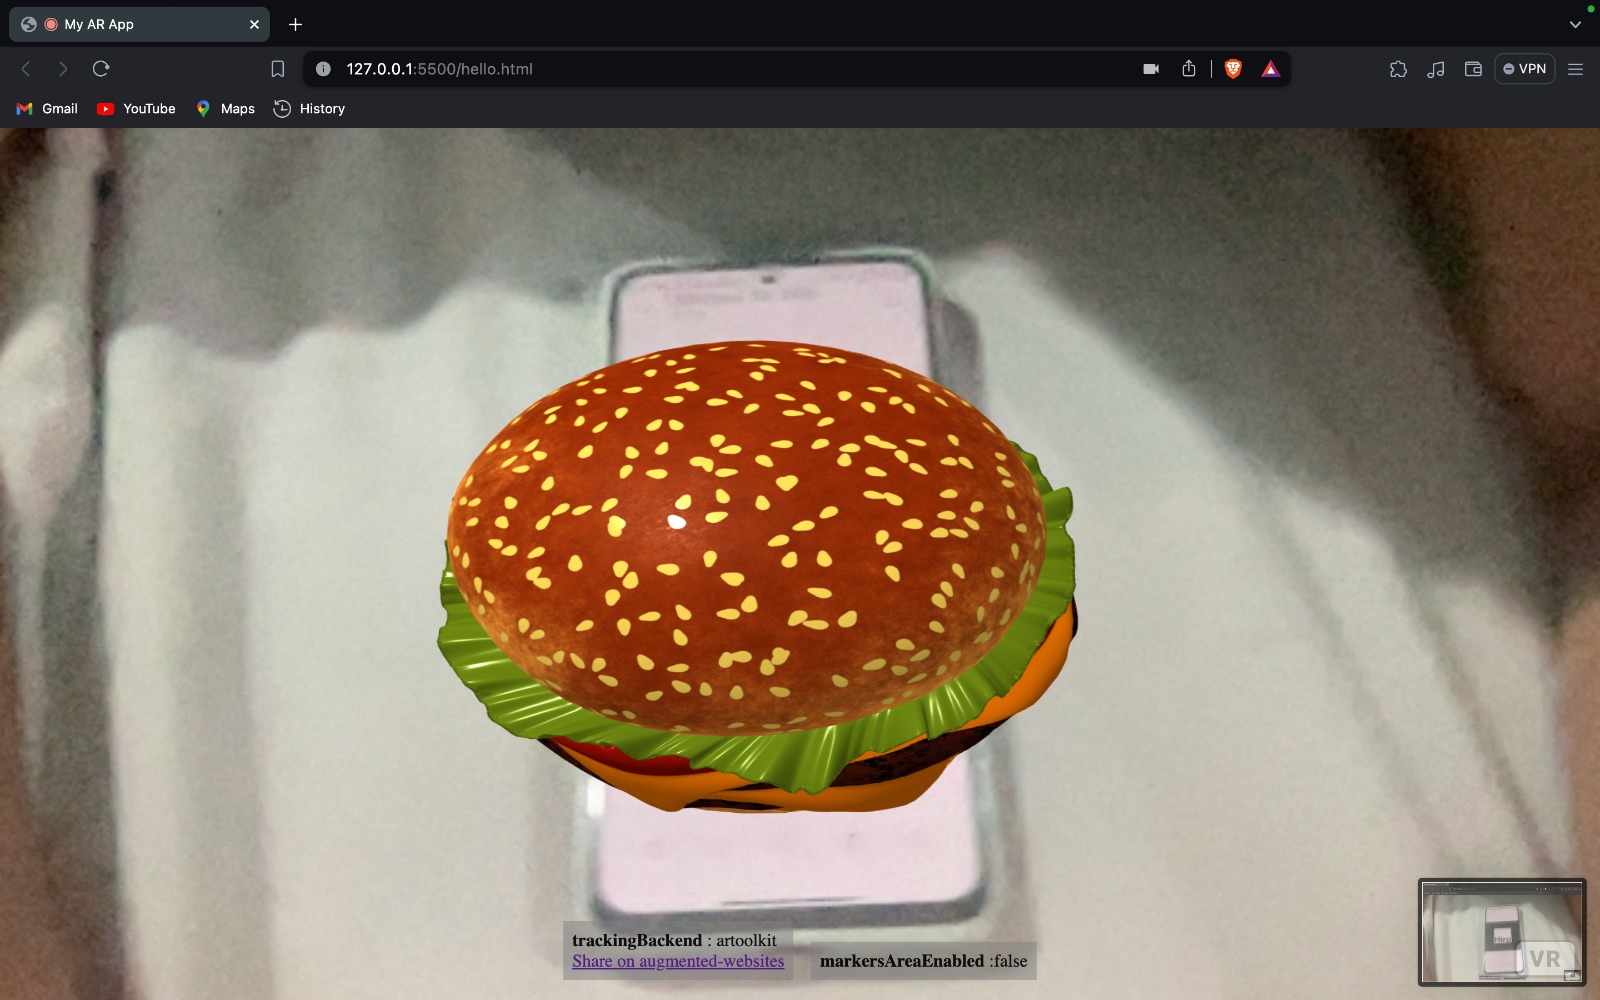 My AR App
127.0.0.1:5500/hello.html
VPN
Gmail
YouTube
Maps
History
trackingBackend : artoolkit
Share on augmented-websites
markersAreaEnabled :false
VR